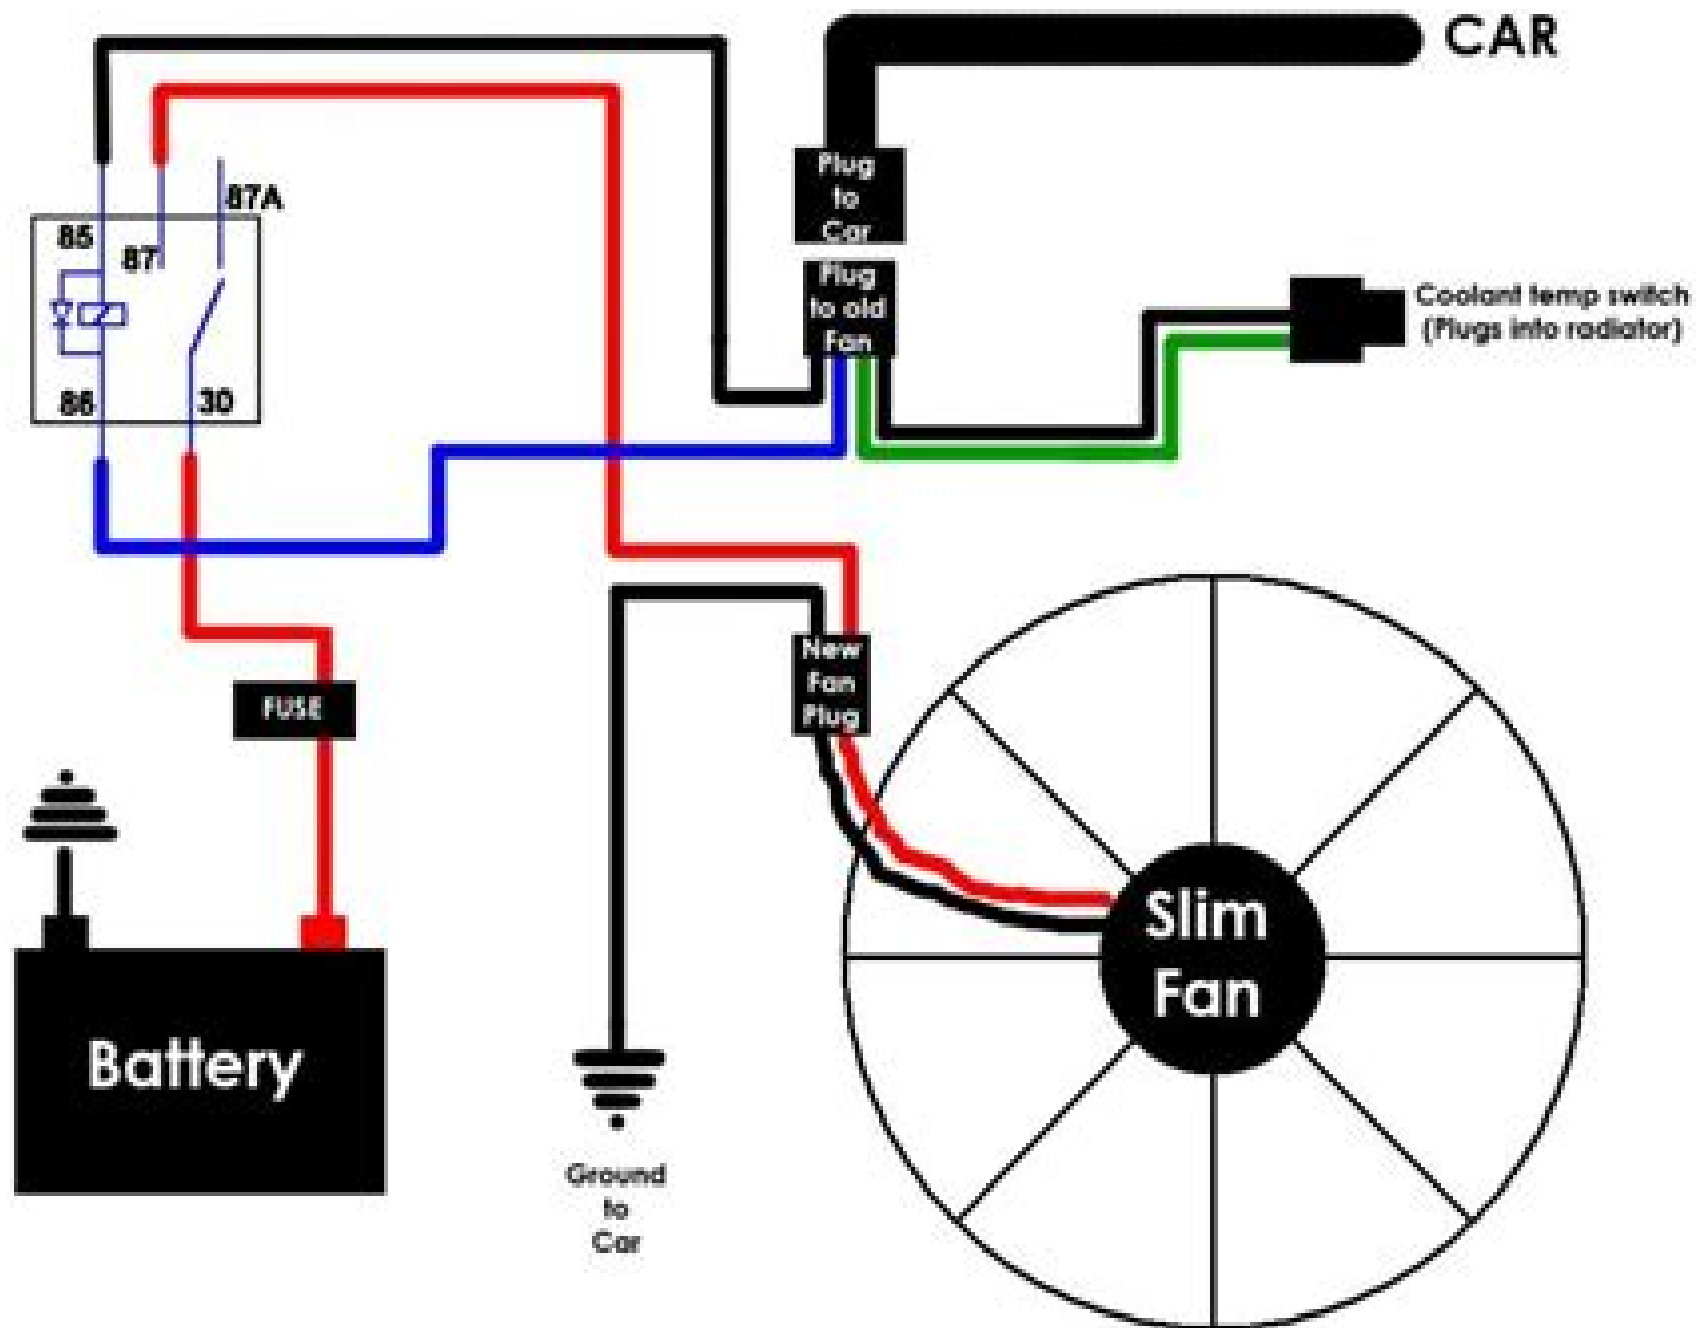 CAR
Plug
to
Car
87A
85
87
Plug
to old
Fan
Coolant temp switch
(Plugs into radiator)
86
30
New
Fan
Plug
FUSE
Slim
Fan
Battery
Ground
to
Car